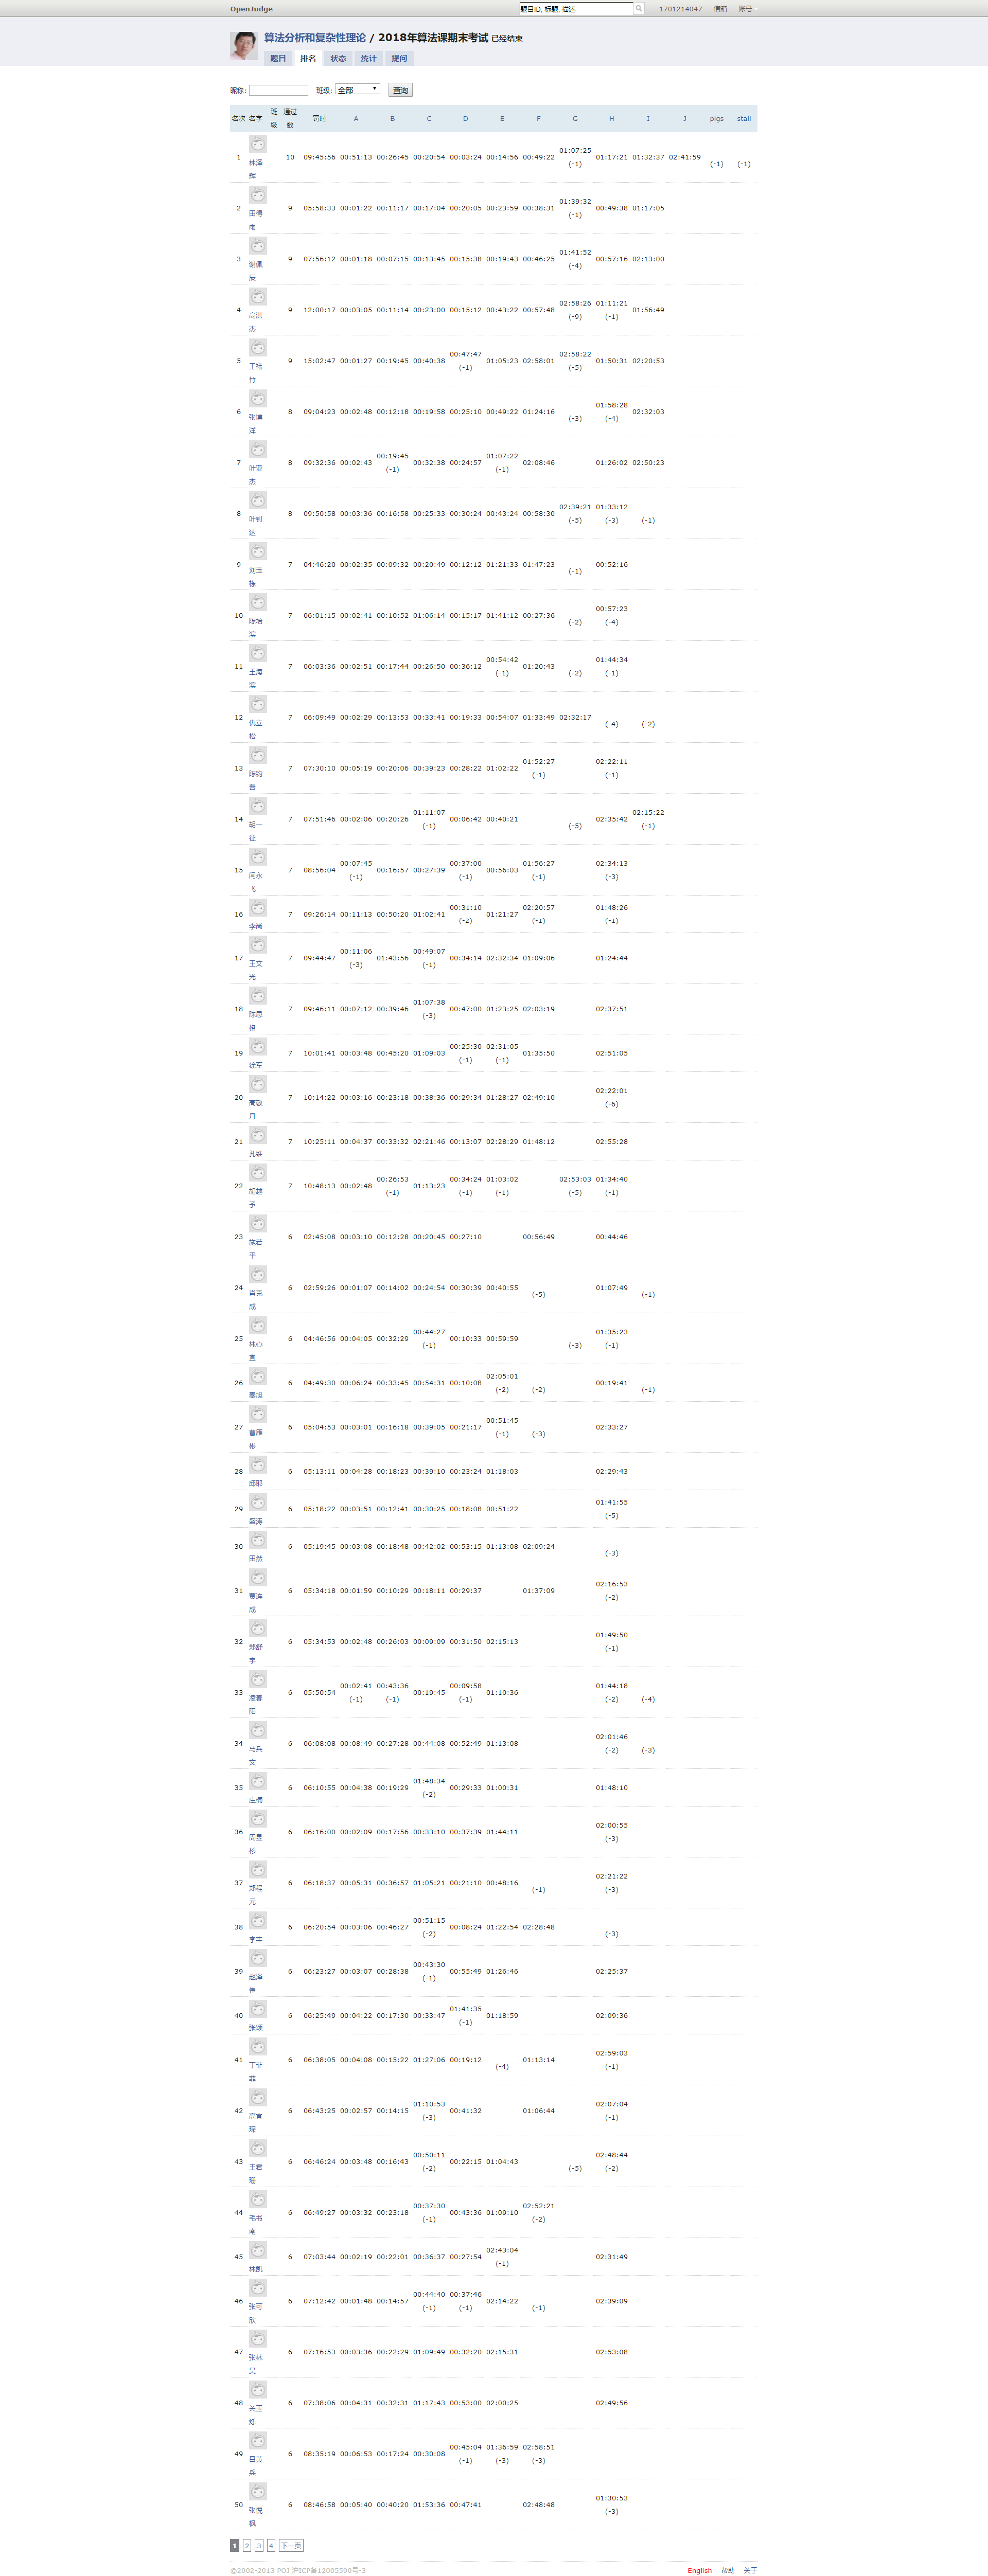 OpenJudge 题目ID, 标题, 描述 1701214047 信箱 账号
算法分析和复杂性理论 / 2018年算法课期末考试 已经结束
题目 排名 状态 统计 提问
昵称: 班级: 全部 查询
名次 名字 班级 通过数 罚时 A B C D E F G H I J pigs stall
1 林泽辉 10 09:45:56 00:51:13 00:26:45 00:20:54 00:03:24 00:14:56 00:49:22 01:07:25 (-1) 01:17:21 01:32:37 02:41:59 (-1) (-1)
2 田得雨 9 05:58:33 00:01:22 00:11:17 00:17:04 00:20:05 00:23:59 00:38:31 01:39:32 (-1) 00:49:38 01:17:05
3 谢佩辰 9 07:56:12 00:01:18 00:07:15 00:13:45 00:15:38 00:19:43 00:46:25 01:41:52 (-4) 00:57:16 02:13:00
4 高洲杰 9 12:00:17 00:03:05 00:11:14 00:23:00 00:15:12 00:43:22 00:57:48 02:58:26 (-9) 01:11:21 (-1) 01:56:49
5 王筠竹 9 15:02:47 00:01:27 00:19:45 00:40:38 00:47:47 (-1) 01:05:23 02:58:01 02:58:22 (-5) 01:50:31 02:20:53
6 张博洋 8 09:04:23 00:02:48 00:12:18 00:19:58 00:25:10 00:49:22 01:24:16 (-3) 01:58:28 (-4) 02:32:03
7 叶亚杰 8 09:32:36 00:02:43 00:19:45 (-1) 00:32:38 00:24:57 01:07:22 (-1) 02:08:46 01:26:02 02:50:23
8 叶钊达 8 09:50:58 00:03:36 00:16:58 00:25:33 00:30:24 00:43:24 00:58:30 02:39:21 (-5) 01:33:12 (-3) (-1)
9 刘玉栋 7 04:46:20 00:02:35 00:09:32 00:20:49 00:12:12 01:21:33 01:47:23 (-1) 00:52:16
10 陈培滨 7 06:01:15 00:02:41 00:10:52 01:06:14 00:15:17 01:41:12 00:27:36 (-2) 00:57:23 (-4)
11 王海滨 7 06:03:36 00:02:51 00:17:44 00:26:50 00:36:12 00:54:42 (-1) 01:20:43 (-2) 01:44:34 (-1)
12 仇立松 7 06:09:49 00:02:29 00:13:53 00:33:41 00:19:33 00:54:07 01:33:49 02:32:17 (-4) (-2)
13 陈昀 7 07:30:10 00:05:19 00:20:06 00:39:23 00:28:22 01:02:22 01:52:27 (-1) 02:22:11 (-1)
14 胡一征 7 07:51:46 00:02:06 00:20:26 01:11:07 (-1) 00:06:42 00:40:21 (-5) 02:35:42 02:15:22 (-1)
15 闫永飞 7 08:56:04 00:07:45 (-1) 00:16:57 00:27:39 00:37:00 (-1) 00:56:03 01:56:27 (-1) 02:34:13 (-3)
16 李尚 7 09:26:14 00:11:13 00:50:20 01:02:41 00:31:10 (-2) 01:21:27 02:20:57 (-1) 01:48:26 (-1)
17 王文光 7 09:44:47 00:11:06 (-3) 01:43:56 00:49:07 (-1) 00:34:14 02:32:34 01:09:06 01:24:44
18 陈思格 7 09:46:11 00:07:12 00:39:46 01:07:38 (-3) 00:47:00 01:23:25 02:03:19 02:37:51
19 徐军 7 10:01:41 00:03:48 00:45:20 01:09:03 00:25:30 (-1) 02:31:05 (-1) 01:35:50 02:51:05
20 高敬月 7 10:14:22 00:03:16 00:23:18 00:38:36 00:29:34 01:28:27 02:49:10 02:22:01 (-6)
21 孔维 7 10:25:11 00:04:37 00:33:32 02:21:46 00:13:07 02:28:29 01:48:12 02:55:28
22 胡越予 7 10:48:13 00:02:48 00:26:53 (-1) 01:13:23 00:34:24 (-1) 01:03:02 (-1) 02:53:03 (-5) 01:34:40 (-1)
23 施若平 6 02:45:08 00:03:10 00:12:28 00:20:45 00:27:10 00:56:49 00:44:46
24 肖克成 6 02:59:26 00:01:07 00:14:02 00:24:54 00:30:39 00:40:55 (-5) 01:07:49 (-1)
25 林心宜 6 04:46:56 00:04:05 00:32:29 00:44:27 (-1) 00:10:33 00:59:59 (-3) 01:35:23 (-1)
26 秦旭 6 04:49:30 00:06:24 00:33:45 00:54:31 00:10:08 02:05:01 (-2) (-2) 00:19:41 (-1)
27 曹雁彬 6 05:04:53 00:03:01 00:16:18 00:39:05 00:21:17 00:51:45 (-1) (-3) 02:33:27
28 邱耶 6 05:13:11 00:04:28 00:18:23 00:39:10 00:23:24 01:18:03 02:29:43
29 盛涛 6 05:18:22 00:03:51 00:12:41 00:30:25 00:18:08 00:51:22 01:41:55 (-5)
30 田然 6 05:19:45 00:03:08 00:18:48 00:42:02 00:53:15 01:13:08 02:09:24 (-3)
31 贾连成 6 05:34:18 00:01:59 00:10:29 00:18:11 00:29:37 01:37:09 02:16:53 (-2)
32 郑舒宇 6 05:34:53 00:02:48 00:26:03 00:09:09 00:31:50 02:15:13 01:49:50 (-1)
33 凌春阳 6 05:50:54 00:02:41 (-1) 00:43:36 (-1) 00:19:45 00:09:58 (-1) 01:10:36 01:44:18 (-2) (-4)
34 马兵文 6 06:08:08 00:08:49 00:27:28 00:44:08 00:52:49 01:13:08 02:01:46 (-2) (-3)
35 庄 6 06:10:55 00:04:38 00:19:29 01:48:34 (-2) 00:29:33 01:00:31 01:48:10
36 周昱杉 6 06:16:00 00:02:09 00:17:56 00:33:10 00:37:39 01:44:11 02:00:55 (-3)
37 郑程元 6 06:18:37 00:05:31 00:36:57 01:05:21 00:21:10 00:48:16 (-1) 02:21:22 (-3)
38 李丰 6 06:20:54 00:03:06 00:46:27 00:51:15 (-2) 00:08:24 01:22:54 02:28:48 (-3)
39 赵泽伟 6 06:23:27 00:03:07 00:28:38 00:43:30 (-1) 00:55:49 01:26:46 02:25:37
40 张颂 6 06:25:49 00:04:22 00:17:30 00:33:47 01:41:35 (-1) 01:18:59 02:09:36
41 丁菲菲 6 06:38:05 00:04:08 00:15:22 01:27:06 00:19:12 (-4) 01:13:14 02:59:03 (-1)
42 高宜琛 6 06:43:25 00:02:57 00:14:15 01:10:53 (-3) 00:41:32 01:06:44 02:07:04 (-1)
43 王君珊 6 06:46:24 00:03:48 00:16:43 00:50:11 (-2) 00:22:15 01:04:43 (-5) 02:48:44 (-2)
44 毛书南 6 06:49:27 00:03:32 00:23:18 00:37:30 (-1) 00:43:36 01:09:10 02:52:21 (-2)
45 林凯 6 07:03:44 00:02:19 00:22:01 00:36:37 00:27:54 02:43:04 (-1) 02:31:49
46 张可欣 6 07:12:42 00:01:48 00:14:57 00:44:40 (-1) 00:37:46 (-1) 02:14:22 (-1) 02:39:09
47 张林昊 6 07:16:53 00:03:36 00:22:29 01:09:49 00:32:20 02:15:31 02:53:08
48 关玉烁 6 07:38:06 00:04:31 00:32:31 01:17:43 00:53:00 02:00:25 02:49:56
49 吕黄兵 6 08:35:19 00:06:53 00:17:24 00:30:08 00:45:04 (-1) 01:36:59 (-3) 02:58:51 (-3)
50 张悦枫 6 08:46:58 00:05:40 00:40:20 01:53:36 00:47:41 02:48:48 01:30:53 (-3)
1 2 3 4 下一页
©2002-2013 POJ 沪ICP备12005590号-3 English 帮助 关于